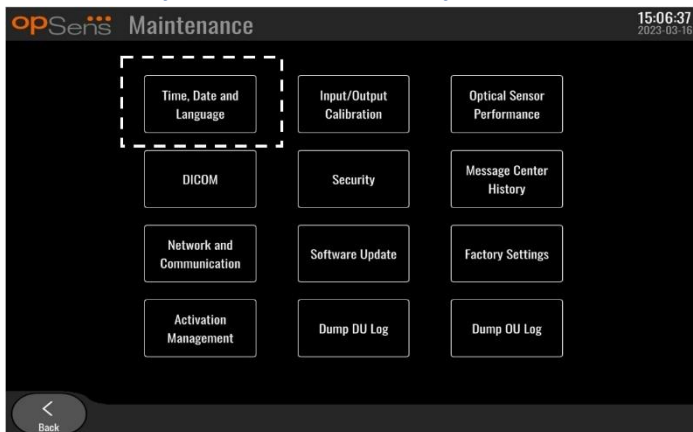 opSens Maintenance
15:06:37
2023-03-16
Time, Date and
Language
Input/Output
Calibration
Optical Sensor
Performance
DICOM
Security
Message Center
History
Network and
Communication
Software Update
Factory Settings
Activation
Management
Dump DU Log
Dump OU Log
Back